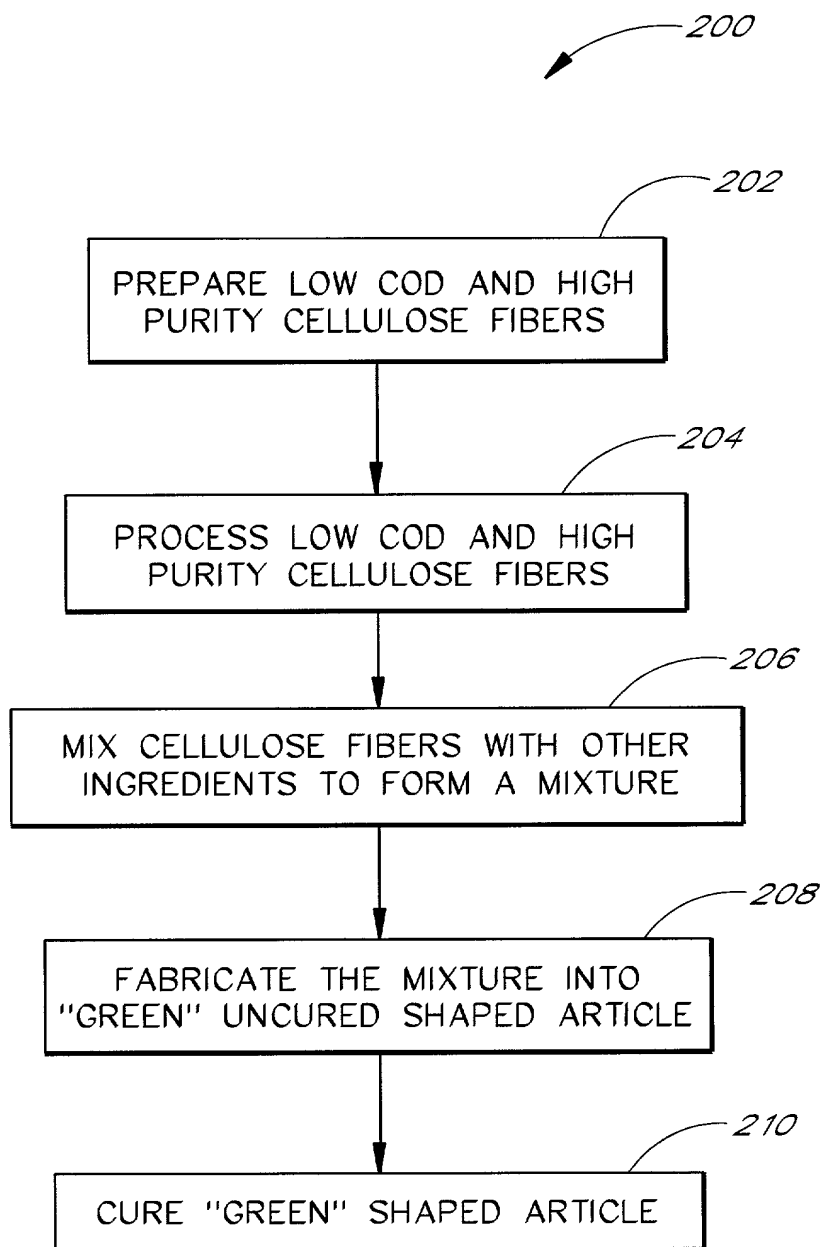 200
202
PREPARE LOW COD AND HIGH
PURITY CELLULOSE FIBERS
204
PROCESS LOW COD AND HIGH
PURITY CELLULOSE FIBERS
206
MIX CELLULOSE FIBERS WITH OTHER
INGREDIENTS TO FORM A MIXTURE
208
FABRICATE THE MIXTURE INTO
"GREEN" UNCURED SHAPED ARTICLE
210
CURE "GREEN" SHAPED ARTICLE